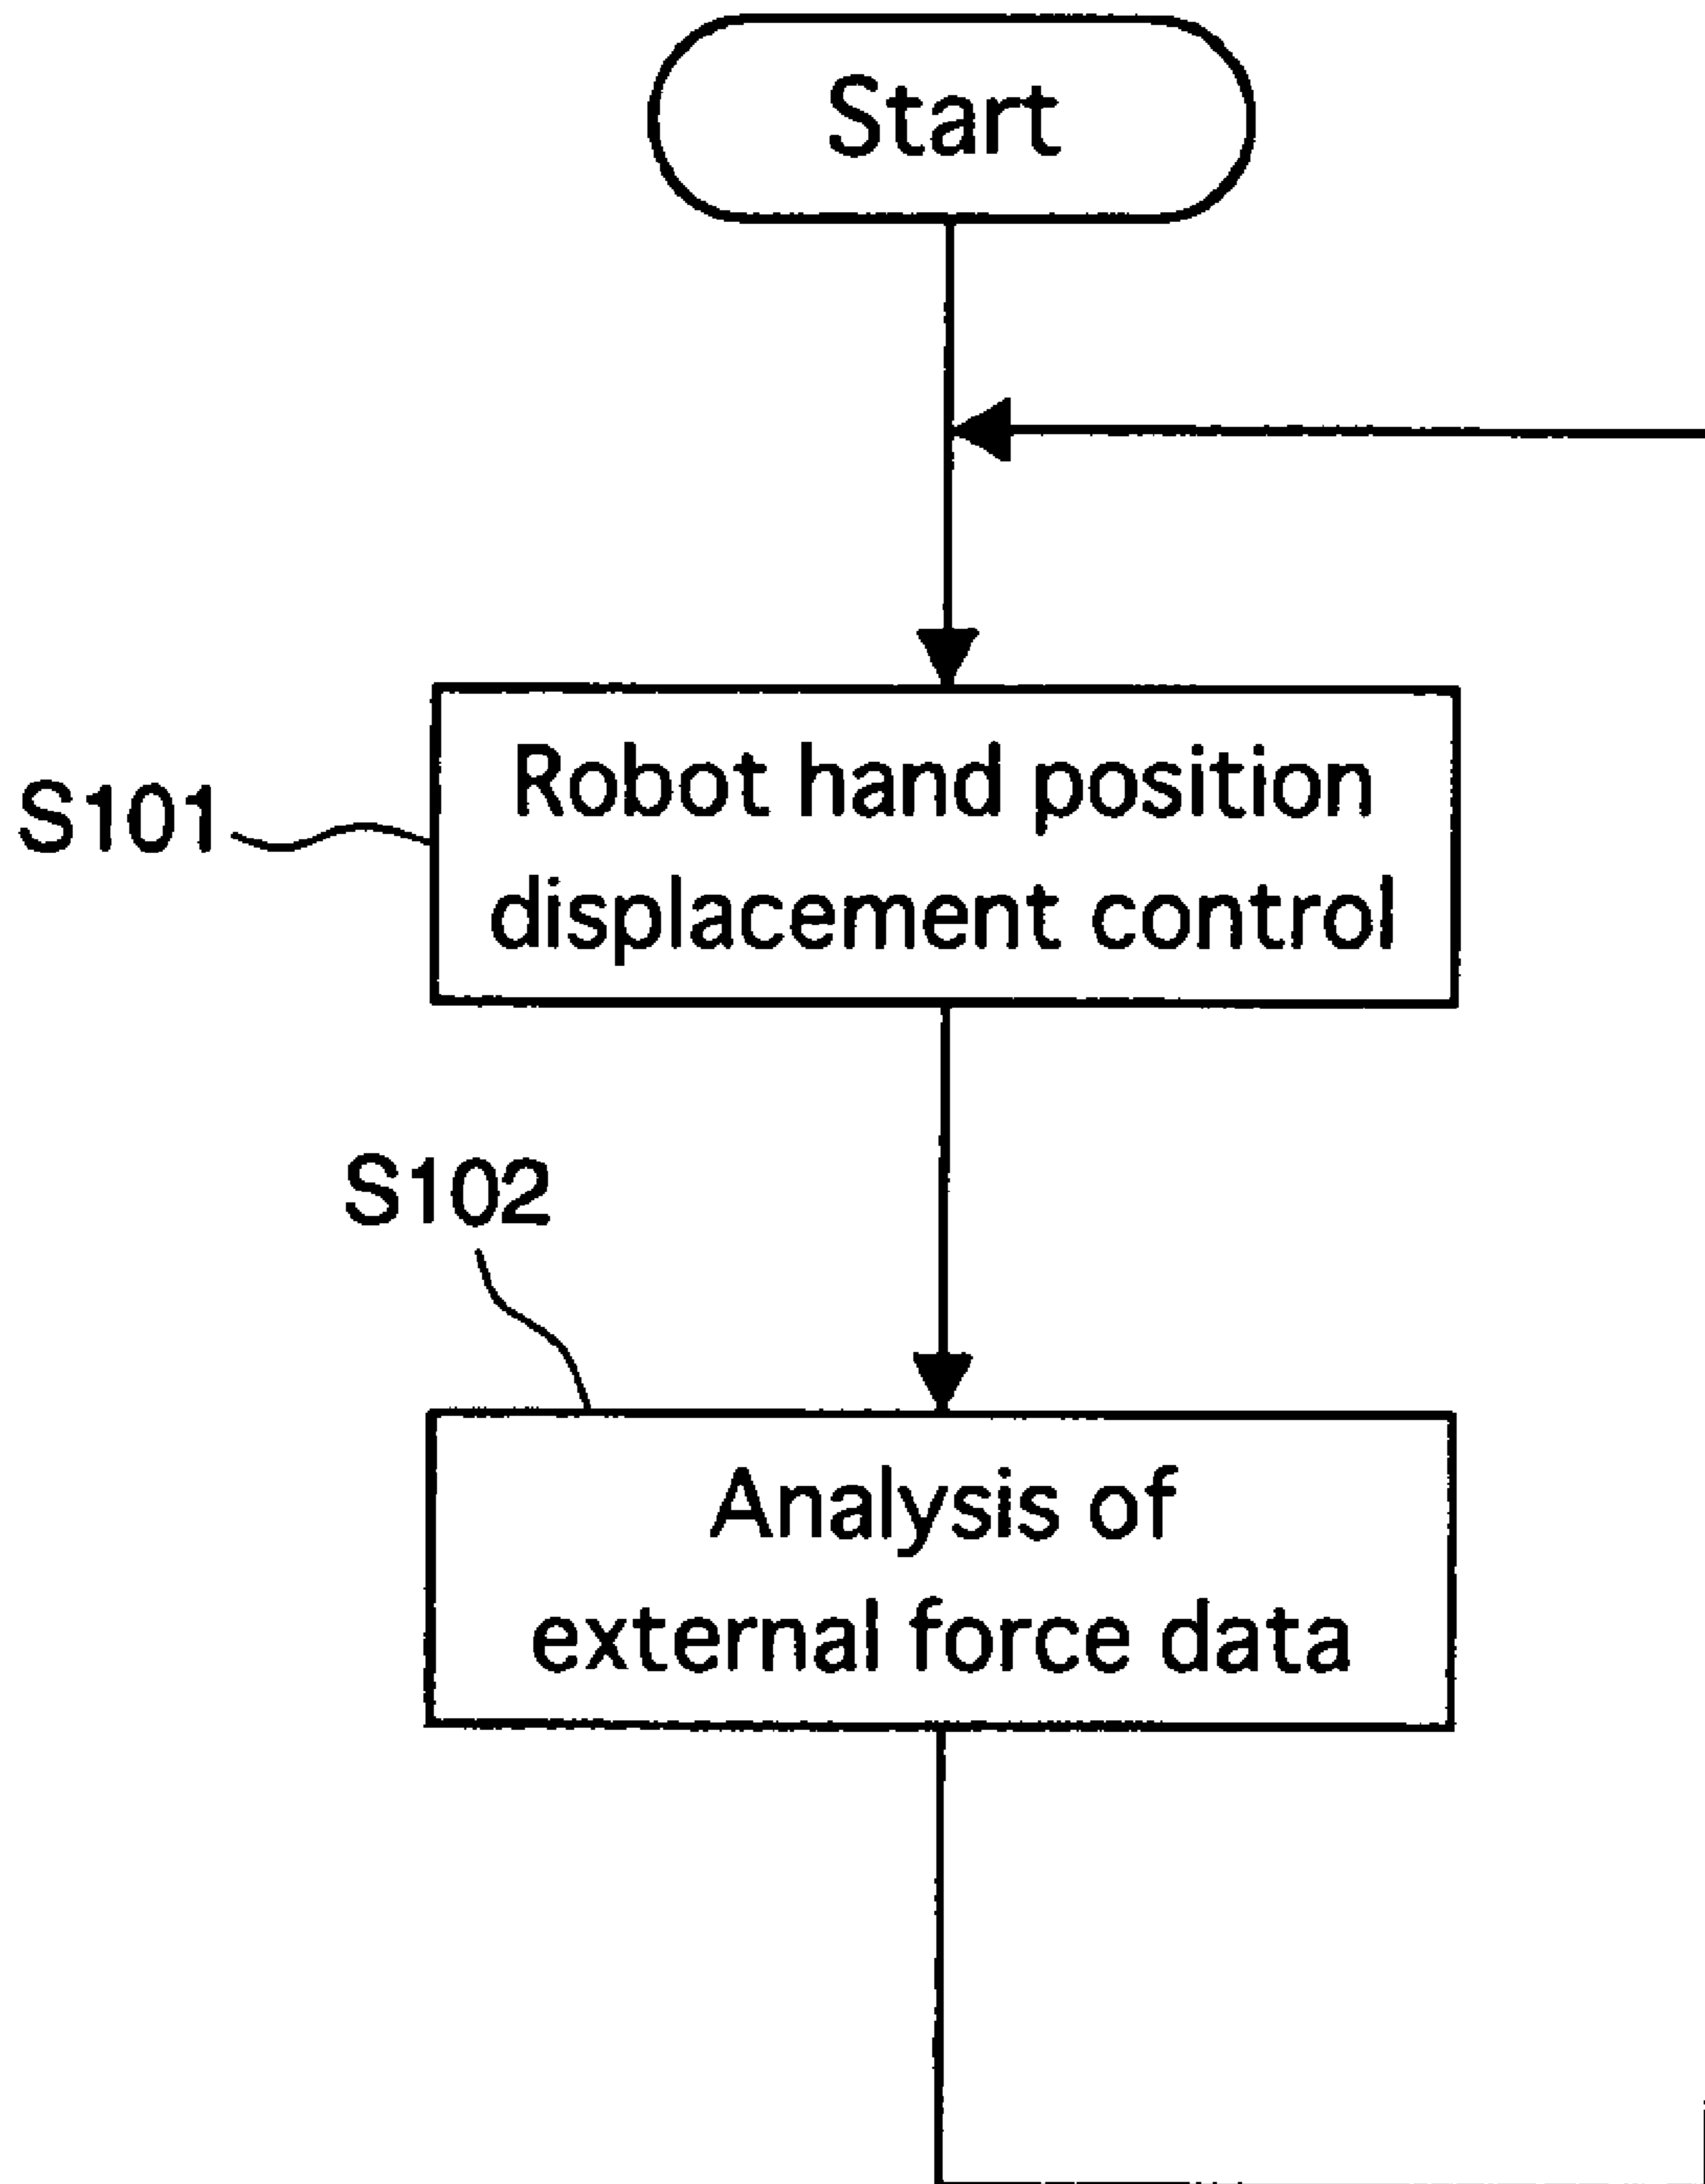 Start
S101
Robot hand position
displacement control
S102
Analysis of
external force data